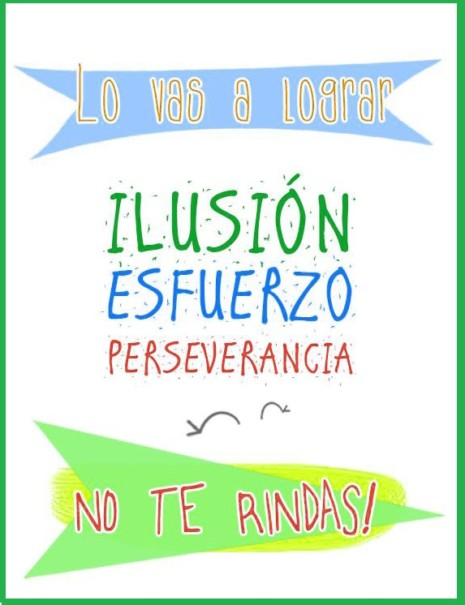 Lo vas a lograr
ILUSIÓN
ESFUERZO
PERSEVERANCIA
NO TE RINDAS!